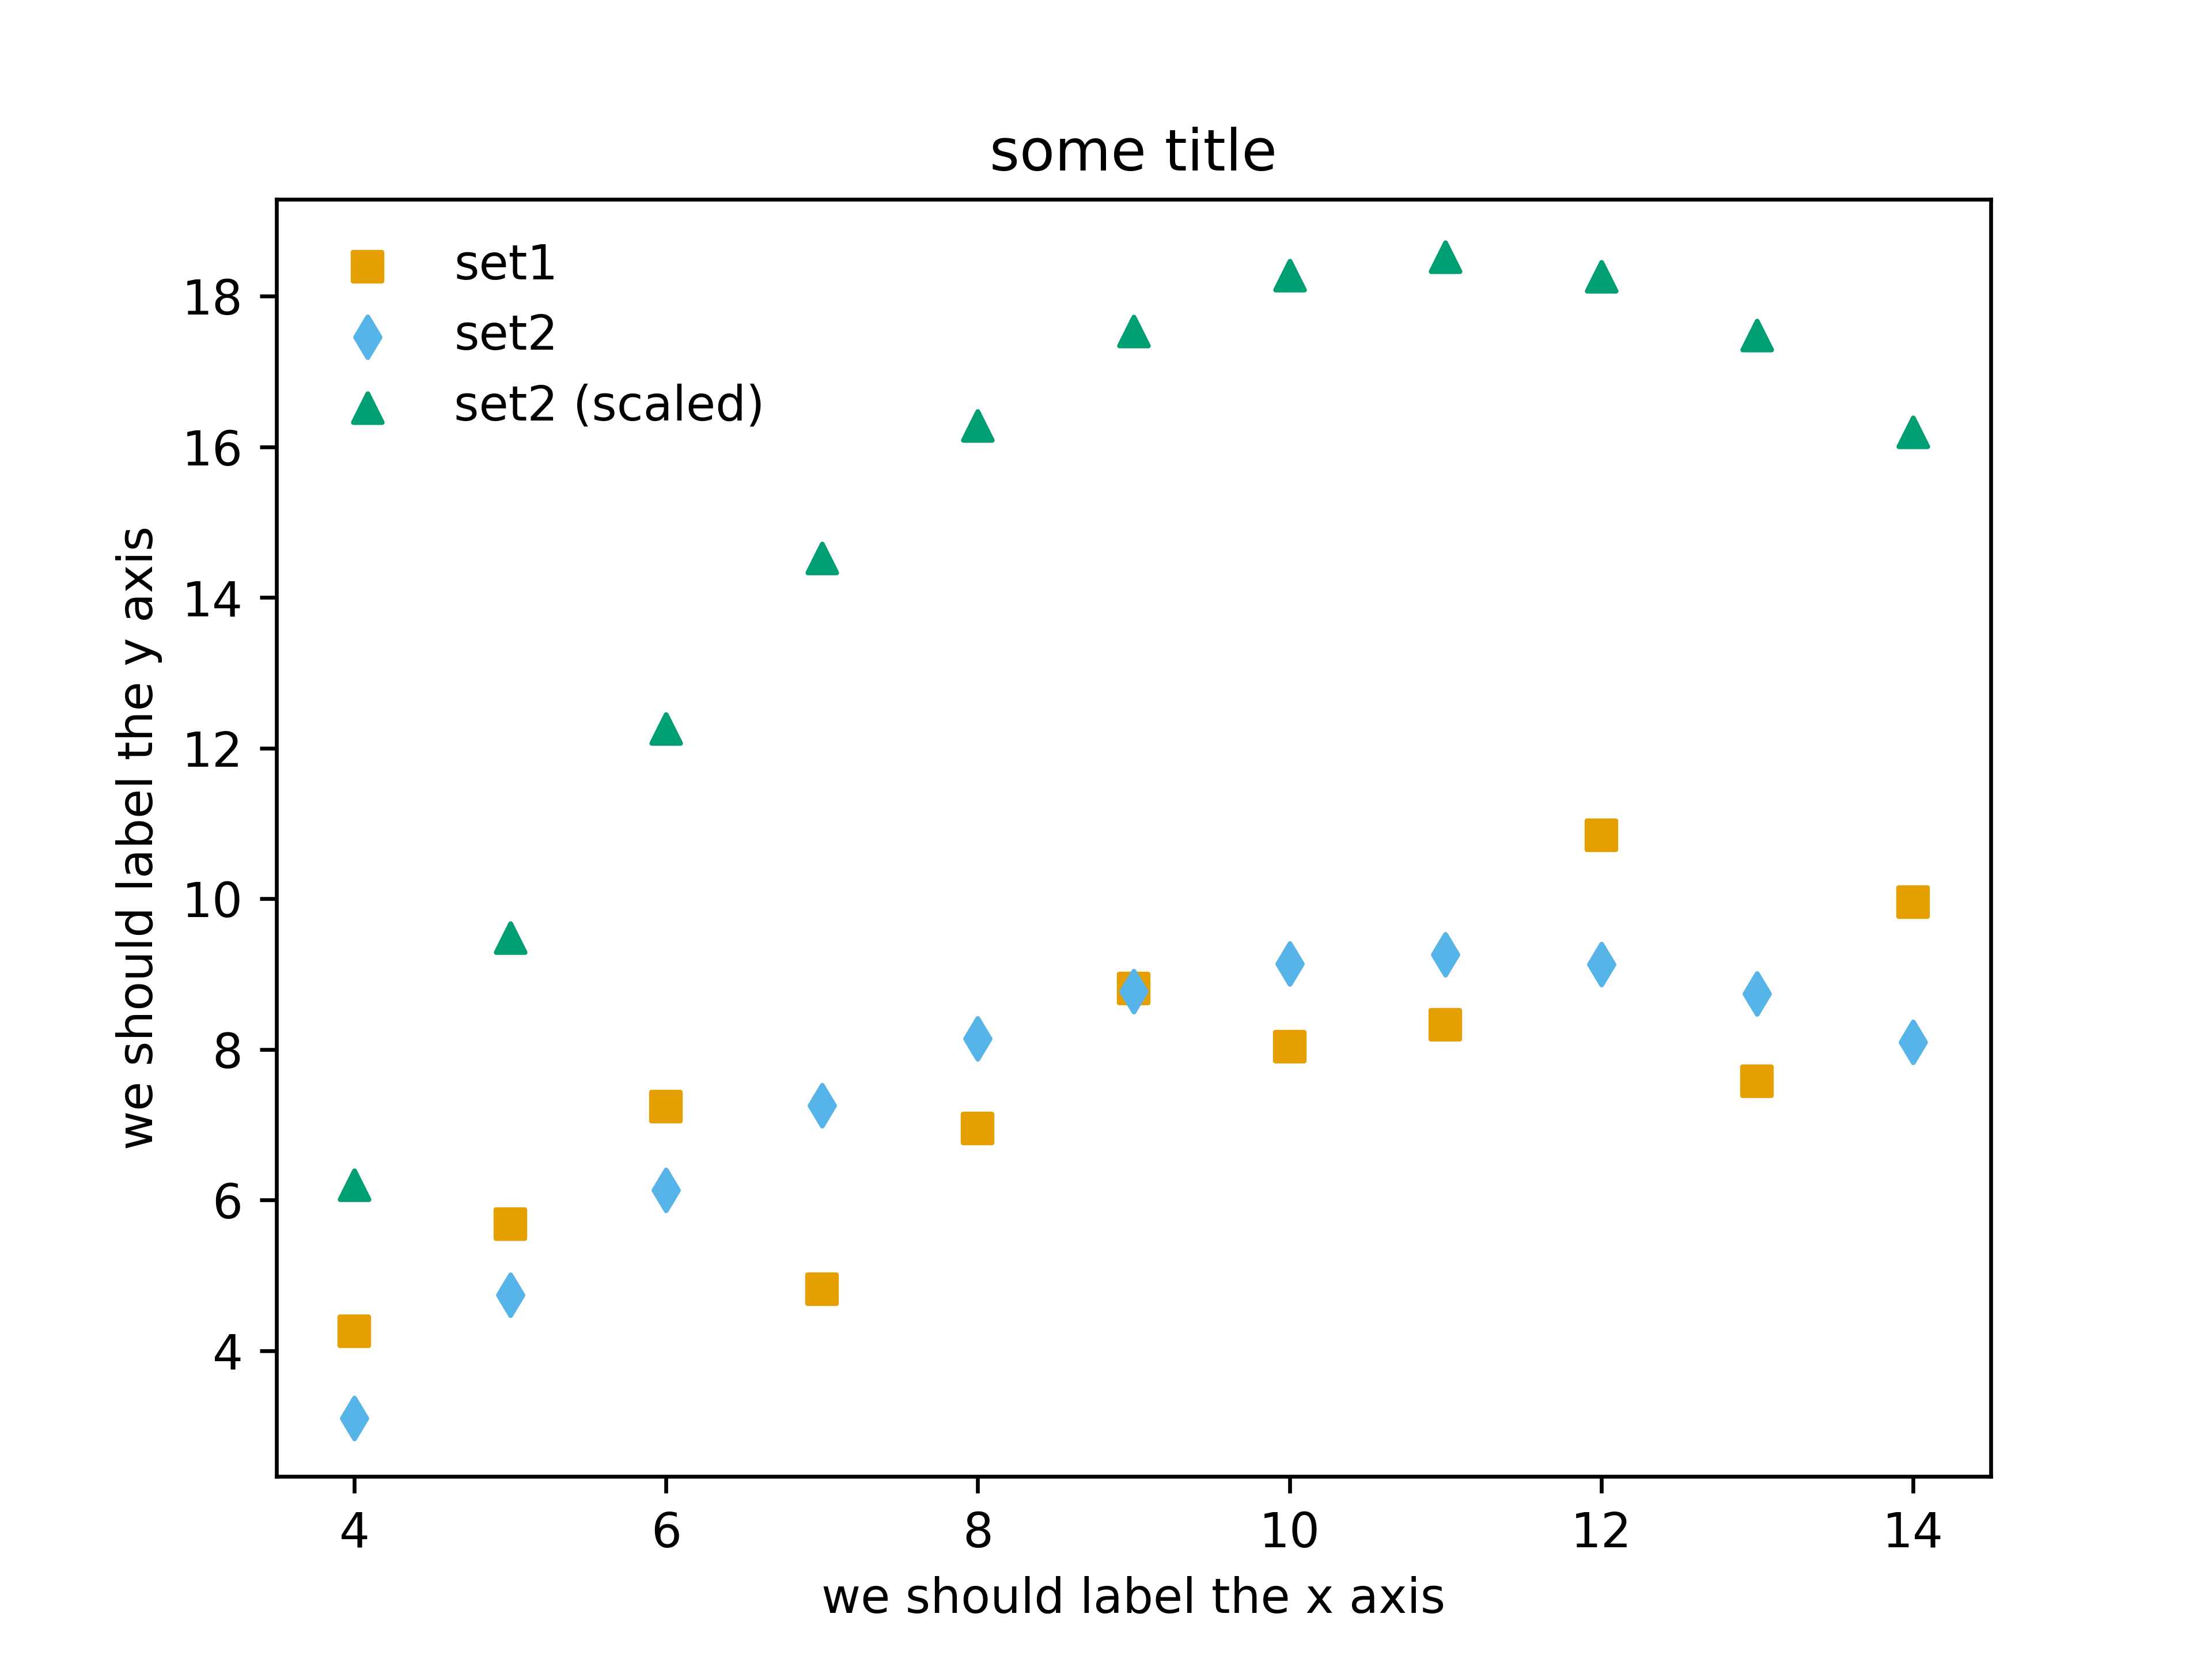 some title
set1
set2
set2 (scaled)
18
16
14
12
10
8
6
4
we should label the y axis
4 6 8 10 12 14
we should label the x axis